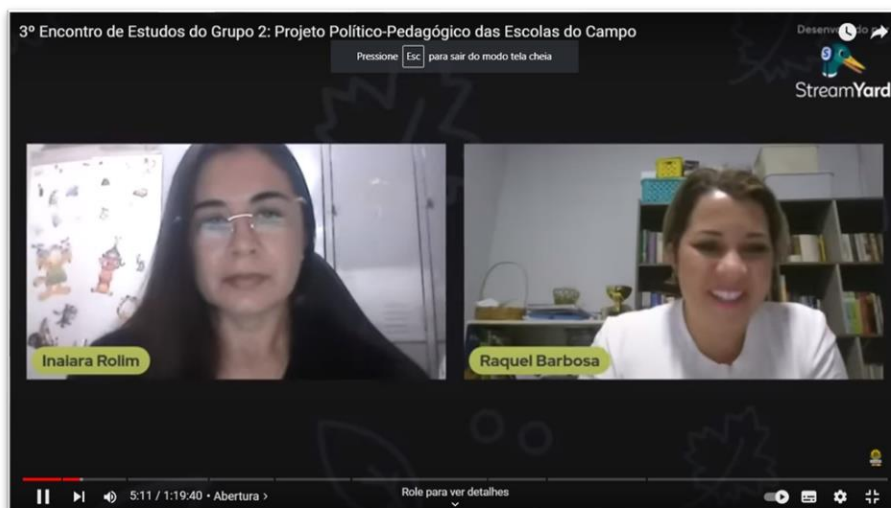 3º Encontro de Estudos do Grupo 2: Projeto Político-Pedagógico das Escolas do Campo
Pressione Esc para sair do modo tela cheia
StreamYard
Inalara Rolim
Raquel Barbosa
5:11 / 1:19:40 • Abertura ›
Role para ver detalhes